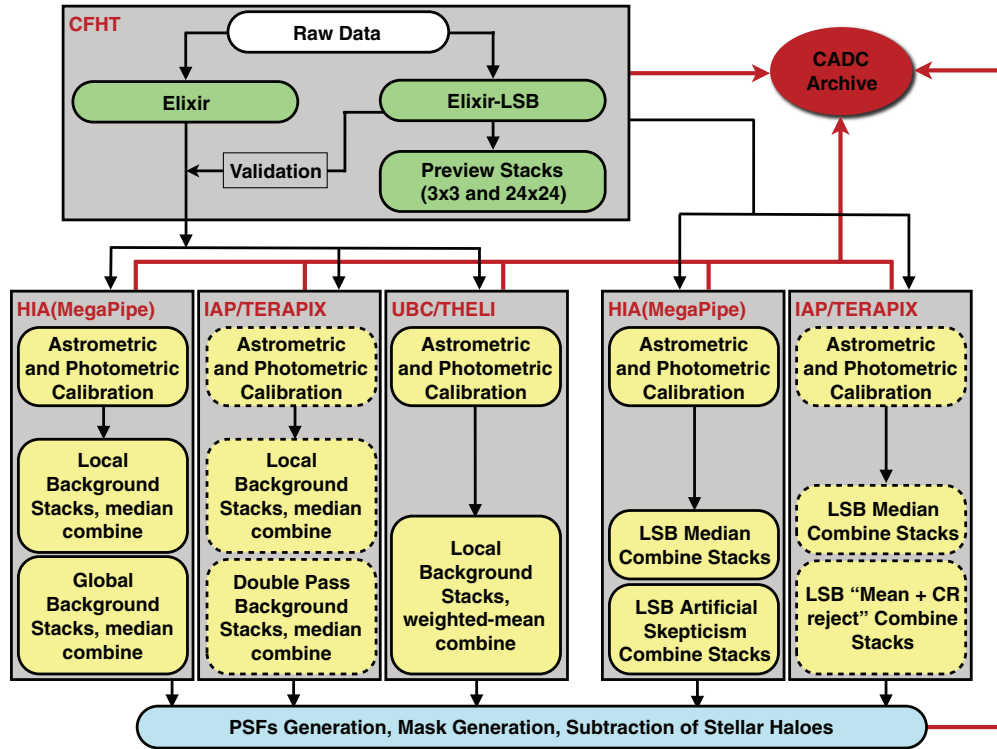 CFHT
Raw Data
CADC
Archive
Elixir
Elixir-LSB
Validation
Preview Stacks
(3x3 and 24x24)
HIA(MegaPipe)
Astrometric
and Photometric
Calibration
Local
Background
Stacks, median
combine
Global
Background
Stacks, median
combine
IAP/TERAPIX
Astrometric
and Photometric
Calibration
Local
Background
Stacks, median
combine
Double Pass
Background
Stacks, median
combine
UBC/THELI
Astrometric
and Photometric
Calibration
Local
Background
Stacks,
weighted-mean
combine
HIA(MegaPipe)
Astrometric
and Photometric
Calibration
LSB Median
Combine Stacks
LSB Artificial
Skepticism
Combine Stacks
IAP/TERAPIX
Astrometric
and Photometric
Calibration
LSB Median
Combine Stacks
LSB “Mean + CR
reject” Combine
Stacks
PSFs Generation, Mask Generation, Subtraction of Stellar Haloes